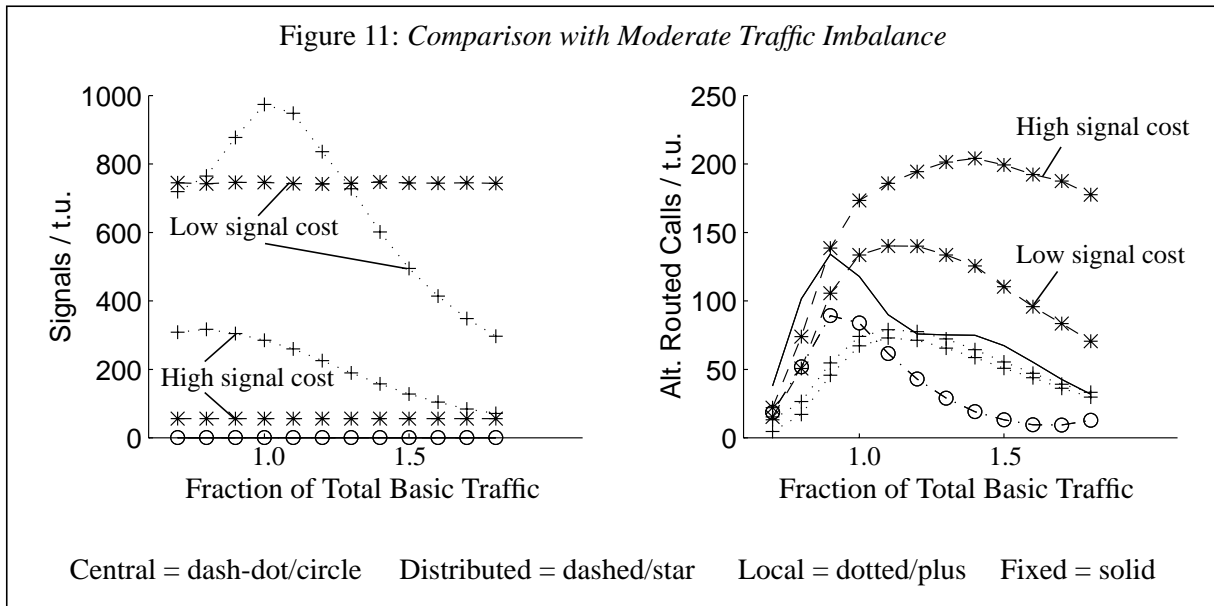 Figure 11: Comparison with Moderate Traffic Imbalance
Signals / t.u.
1000
800
600
400
200
0
Low signal cost
High signal cost
1.0 1.5
Fraction of Total Basic Traffic
Alt. Routed Calls / t.u.
250
200
150
100
50
0
High signal cost
Low signal cost
1.0 1.5
Fraction of Total Basic Traffic
Central = dash-dot/circle Distributed = dashed/star Local = dotted/plus Fixed = solid